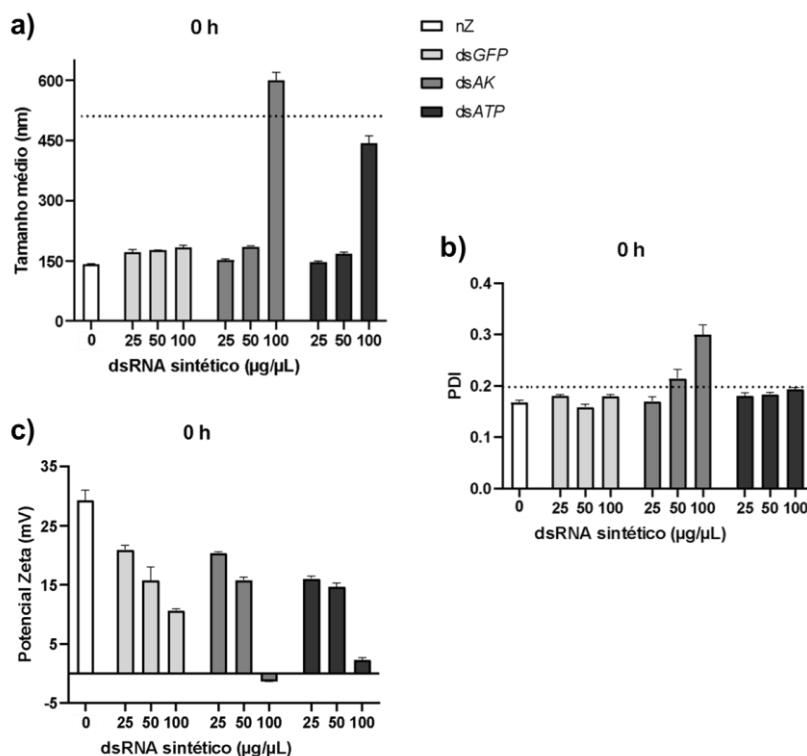 a)
0 h
Tamanho médio (nm)
600
450
300
150
0
0 25 50 100 25 50 100 25 50 100
dsRNA sintético (µg/µL)
nZ
dsGFP
dsAK
dsATP
b)
0 h
PDI
0.4
0.3
0.2
0.1
0.0
0 25 50 100 25 50 100 25 50 100
dsRNA sintético (µg/µL)
c)
0 h
Potencial Zeta (mV)
35
25
15
5
-5
0 25 50 100 25 50 100 25 50 100
dsRNA sintético (µg/µL)